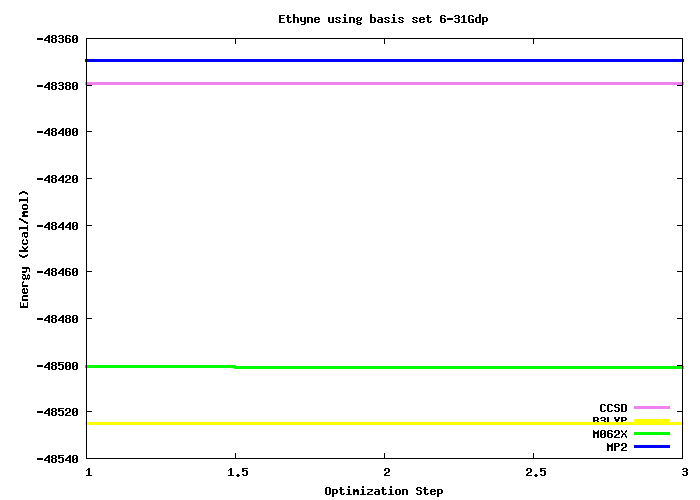 Ethyne using basis set 6-31Gdp
-48360
-48380
-48400
-48420
-48440
-48460
-48480
-48500
-48520
-48540
Energy (kcal/mol)
1 1.5 2 2.5 3
Optimization Step
CCSD
B3LYP
M062X
MP2